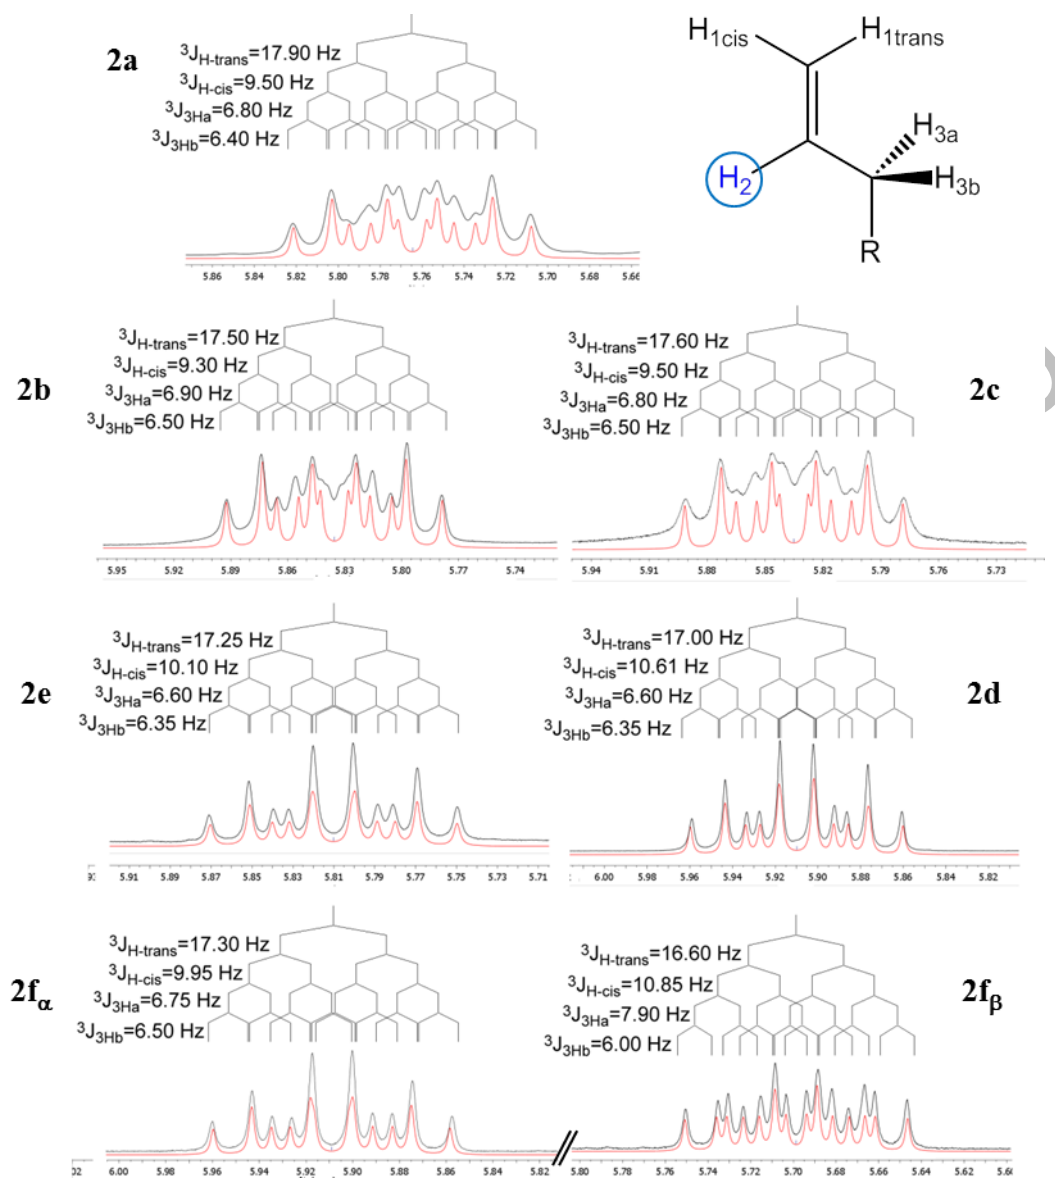 2a
³J_H-trans=17.90 Hz
³J_H-cis=9.50 Hz
³J_3Ha=6.80 Hz
³J_3Hb=6.40 Hz
5.86 5.84 5.82 5.80 5.78 5.76 5.74 5.72 5.70 5.68 5.66
H1cis H1trans
H3a
H2 H3b
R
2b
³J_H-trans=17.50 Hz
³J_H-cis=9.30 Hz
³J_3Ha=6.90 Hz
³J_3Hb=6.50 Hz
5.95 5.92 5.89 5.86 5.83 5.80 5.77 5.74
2c
³J_H-trans=17.60 Hz
³J_H-cis=9.50 Hz
³J_3Ha=6.80 Hz
³J_3Hb=6.50 Hz
5.94 5.91 5.88 5.85 5.82 5.79 5.76 5.73
2e
³J_H-trans=17.25 Hz
³J_H-cis=10.10 Hz
³J_3Ha=6.60 Hz
³J_3Hb=6.35 Hz
5.91 5.89 5.87 5.85 5.83 5.81 5.79 5.77 5.75 5.73 5.71
2d
³J_H-trans=17.00 Hz
³J_H-cis=10.61 Hz
³J_3Ha=6.60 Hz
³J_3Hb=6.35 Hz
6.00 5.98 5.96 5.94 5.92 5.90 5.88 5.86 5.84 5.82
2fα
³J_H-trans=17.30 Hz
³J_H-cis=9.95 Hz
³J_3Ha=6.75 Hz
³J_3Hb=6.50 Hz
02 6.00 5.98 5.96 5.94 5.92 5.90 5.88 5.86 5.84 5.82
2fβ
³J_H-trans=16.60 Hz
³J_H-cis=10.85 Hz
³J_3Ha=7.90 Hz
³J_3Hb=6.00 Hz
5.80 5.78 5.76 5.74 5.72 5.70 5.68 5.66 5.64 5.62 5.60